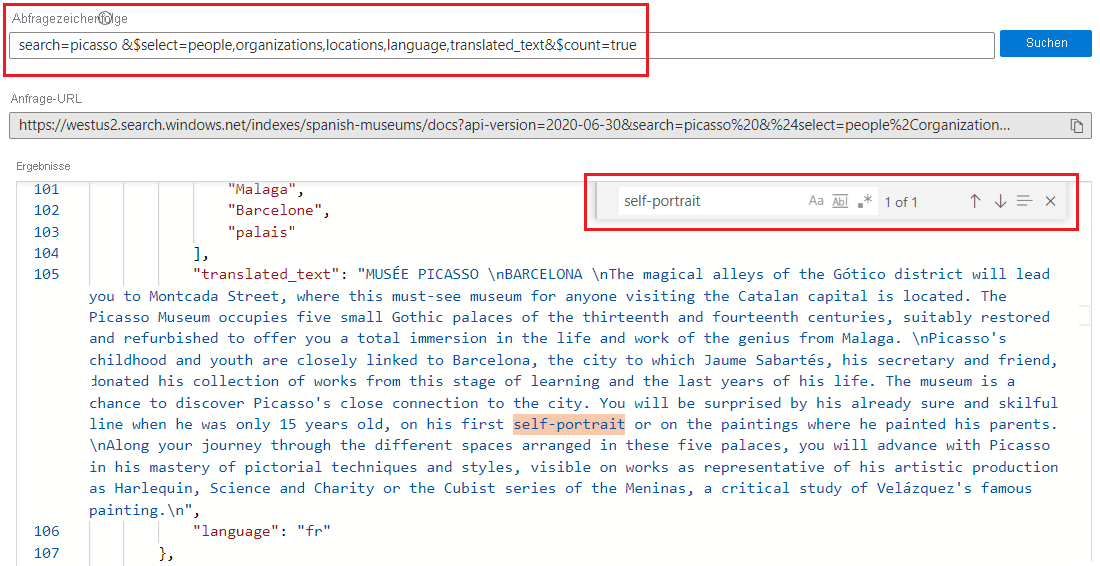 Abfragezeichenfolge
search=picasso &$select=people,organizations,locations,language,translated_text&$count=true
Suchen
Anfrage-URL
https://westus2.search.windows.net/indexes/spanish-museums/docs?api-version=2020-06-30&search=picasso%20&%24select=people%2Corganization...
Ergebnisse
self-portrait Aa Abl .* 1 of 1
101 "Malaga",
102 "Barcelone",
103 "palais"
104 ],
105 "translated_text": "MUSÉE PICASSO \nBARCELONA \nThe magical alleys of the Gótico district will lead
you to Montcada Street, where this must-see museum for anyone visiting the Catalan capital is located. The
Picasso Museum occupies five small Gothic palaces of the thirteenth and fourteenth centuries, suitably restored
and refurbished to offer you a total immersion in the life and work of the genius from Malaga. \nPicasso's
childhood and youth are closely linked to Barcelona, the city to which Jaume Sabartés, his secretary and friend,
donated his collection of works from this stage of learning and the last years of his life. The museum is a
chance to discover Picasso's close connection to the city. You will be surprised by his already sure and skilful
line when he was only 15 years old, on his first self-portrait or on the paintings where he painted his parents.
\nAlong your journey through the different spaces arranged in these five palaces, you will advance with Picasso
in his mastery of pictorial techniques and styles, visible on works as representative of his artistic production
as Harlequin, Science and Charity or the Cubist series of the Meninas, a critical study of Velázquez's famous
painting.\n",
106 "language": "fr"
107 },